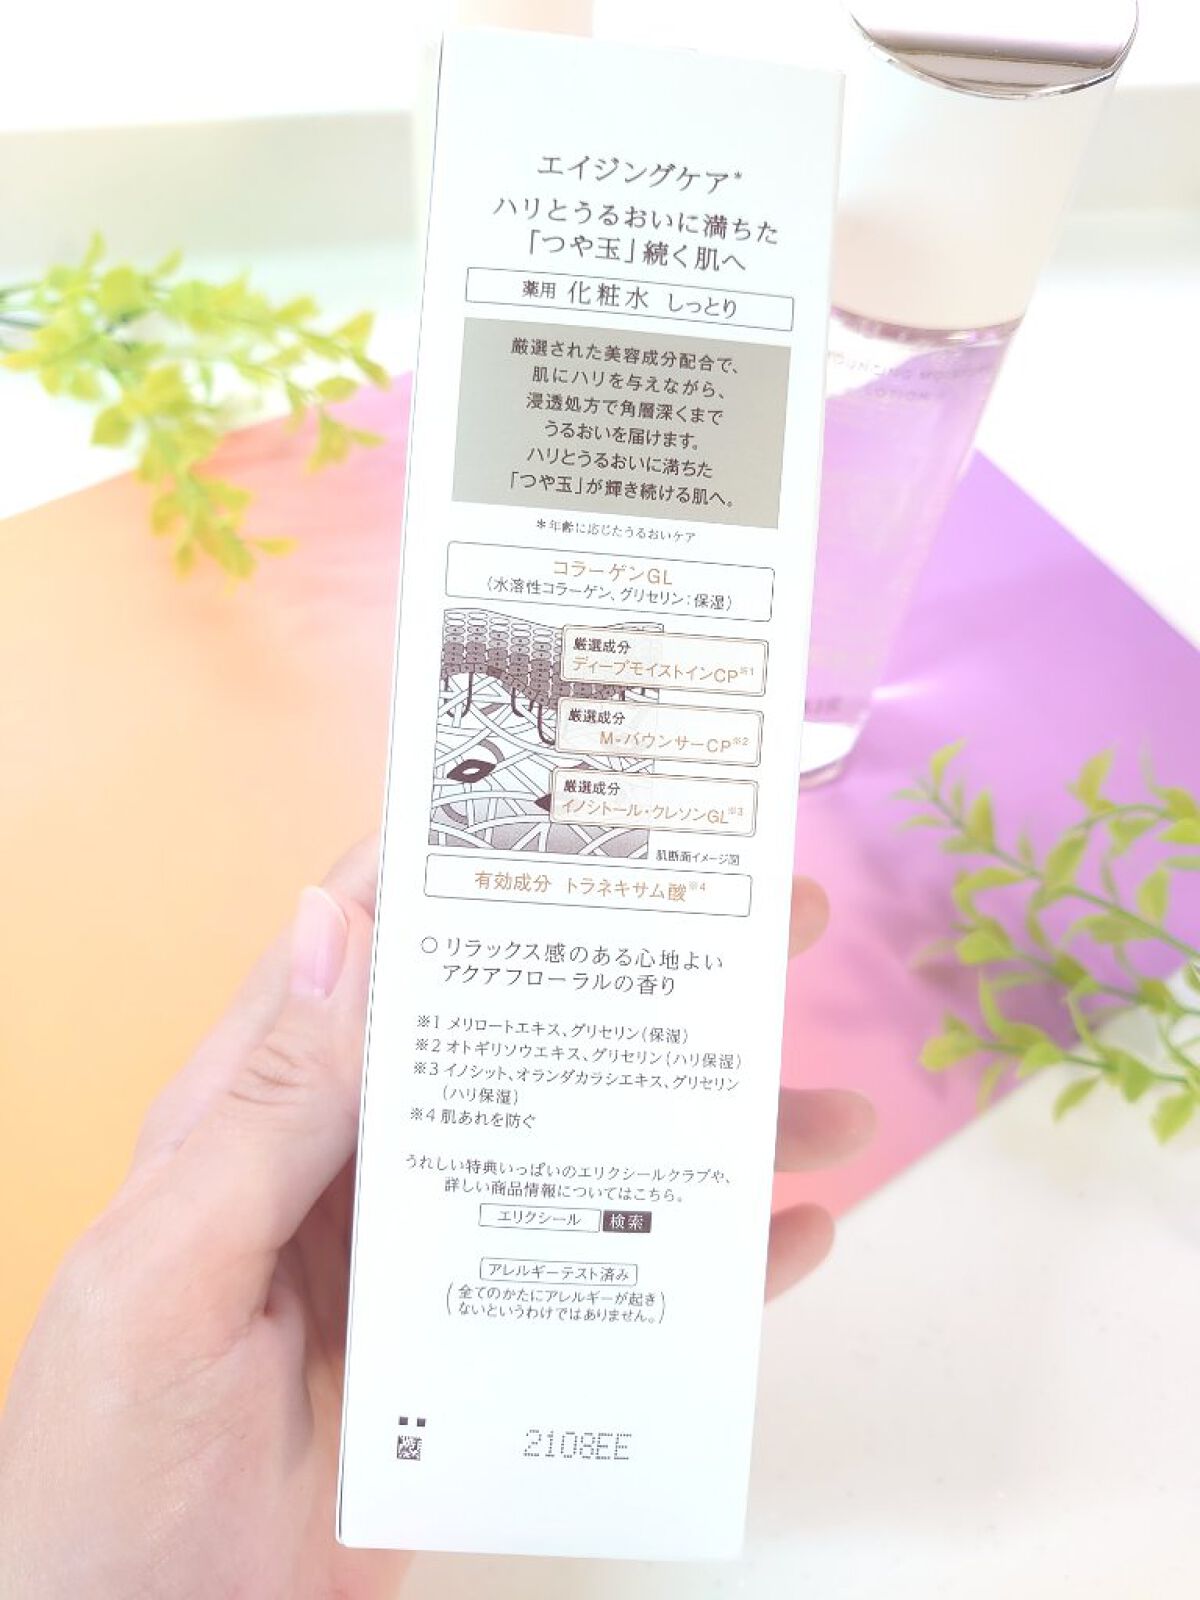 エイジングケア*
ハリとうるおいに満ちた
「つや玉」続く肌へ
薬用 化粧水 しっとり
厳選された美容成分配合で、
肌にハリを与えながら、
浸透処方で角層深くまで
うるおいを届けます。
ハリとうるおいに満ちた
「つや玉」が輝き続ける肌へ。
*年齢に応じたうるおいケア
コラーゲンGL
(水溶性コラーゲン、グリセリン:保湿)
厳選成分
ディープモイストインCP※1
厳選成分
M-バウンサーCP※2
厳選成分
イノシトール・クレソンGL※3
肌断面イメージ図
有効成分 トラネキサム酸※4
○リラックス感のある心地よい
アクアフローラルの香り
※1 メリロートエキス、グリセリン(保湿)
※2 オトギリソウエキス、グリセリン(ハリ保湿)
※3 イノシット、オランダカラシエキス、グリセリン
(ハリ保湿)
※4 肌あれを防ぐ
うれしい特典いっぱいのエリクシールクラブや、
詳しい商品情報についてはこちら。
エリクシール 検索
アレルギーテスト済み
(全てのかたにアレルギーが起き
ないというわけではありません。)
2108EE